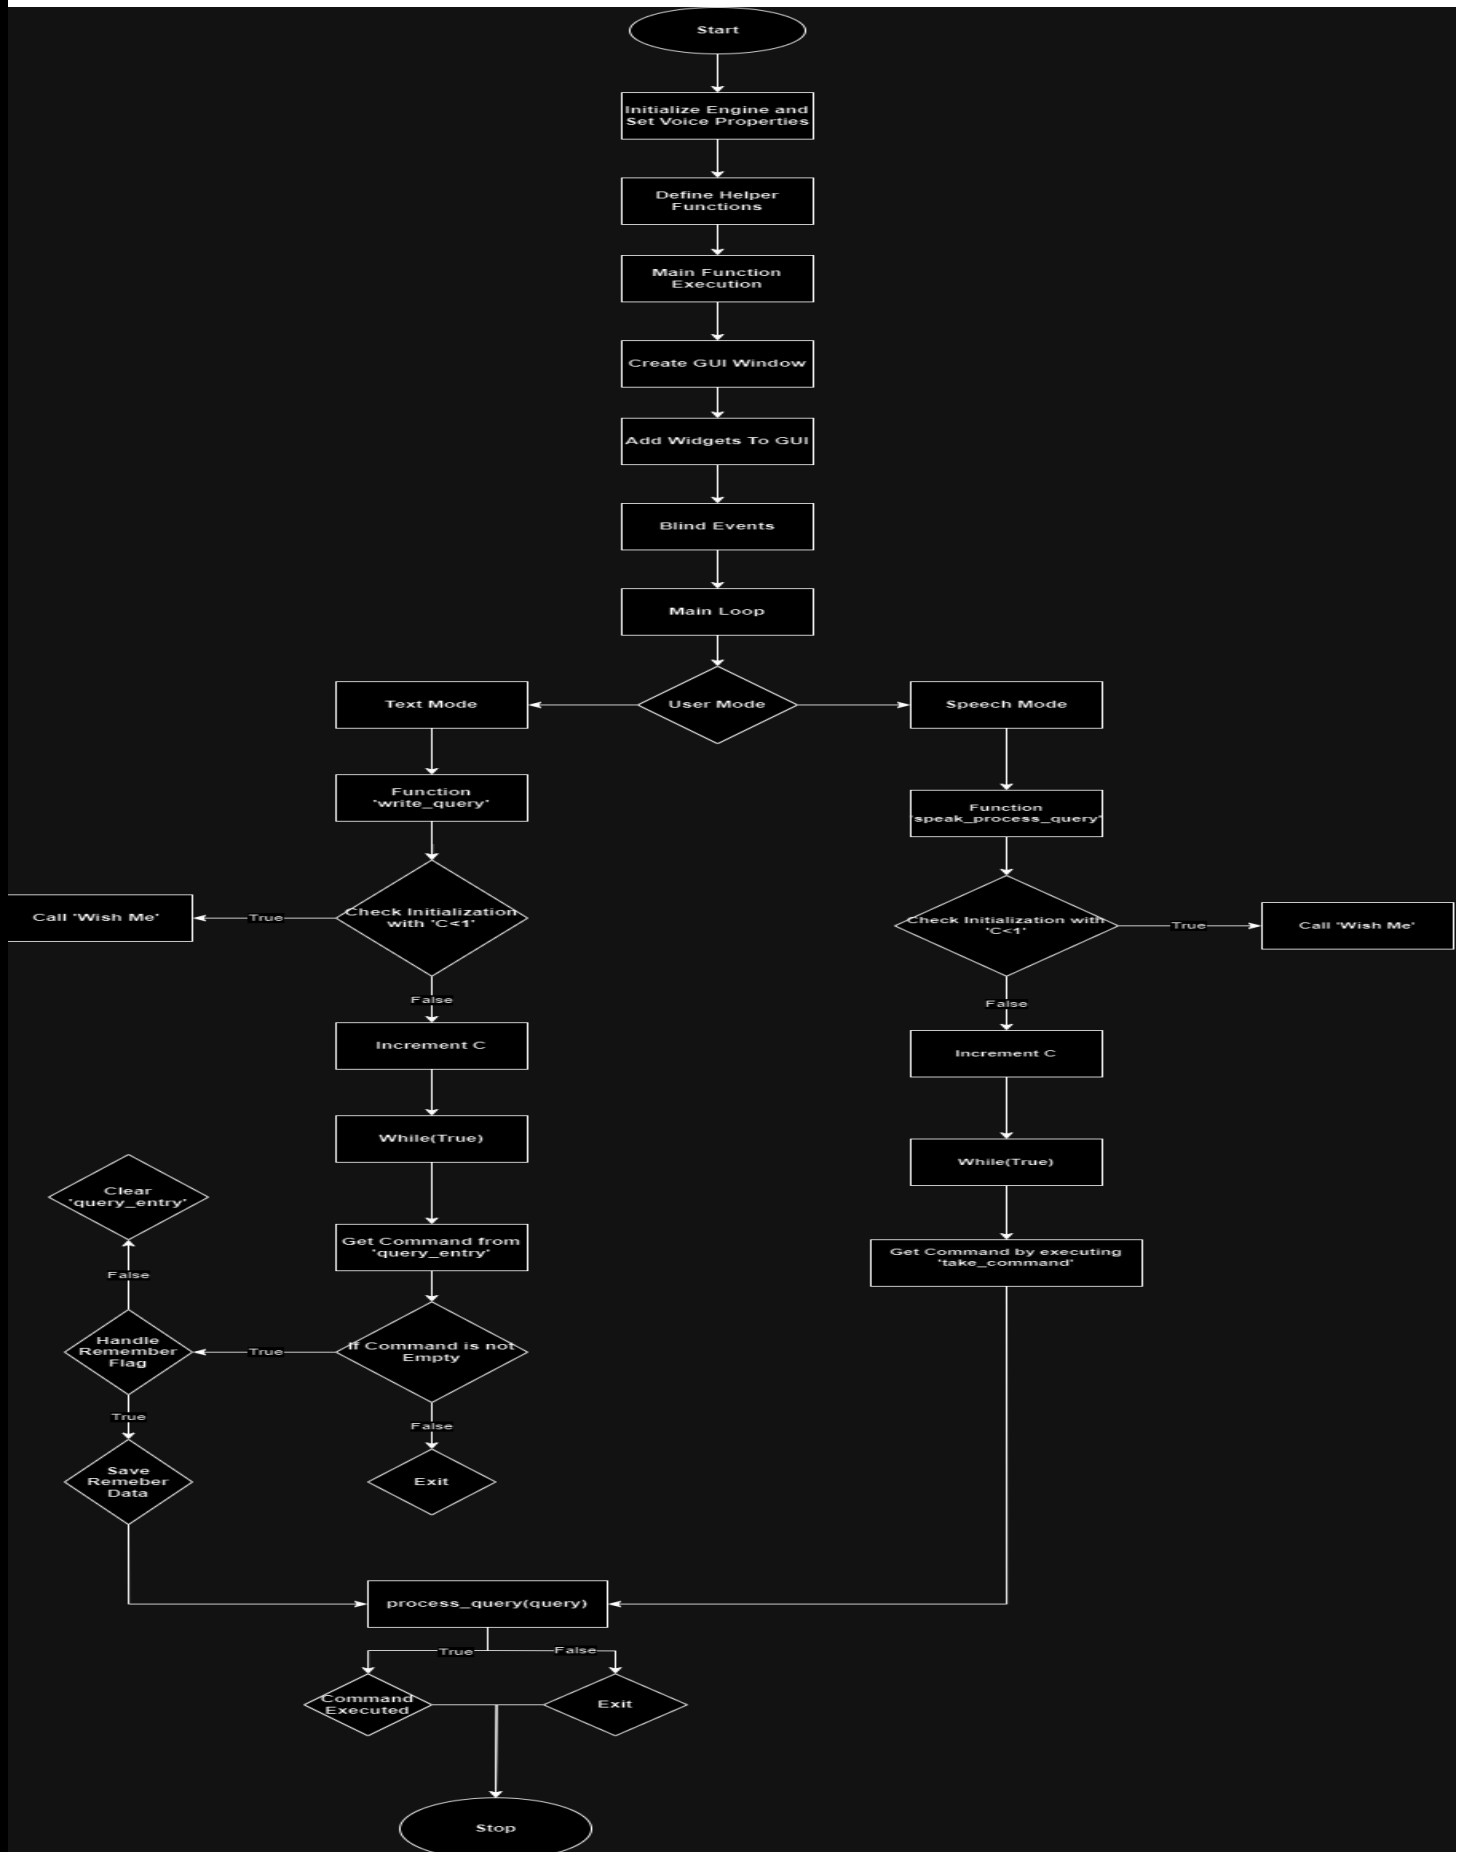 Start
Initialize Engine and
Set Voice Properties
Define Helper
Functions
Main Function
Execution
Create GUI Window
Add Widgets To GUI
Blind Events
Main Loop
Text Mode
User Mode
Speech Mode
Function
'write_query'
Function
'speak_process_query'
Call 'Wish Me'
True
Check Initialization
with 'C<1'
Check Initialization with
'C<1'
True
Call 'Wish Me'
False
False
Increment C
Increment C
While(True)
While(True)
Clear
'query_entry'
Get Command from
'query_entry'
Get Command by executing
'take_command'
False
Handle
Remember
Flag
True
If Command is not
Empty
True
False
Save
Remeber
Data
Exit
process_query(query)
True
False
Command
Executed
Exit
Stop